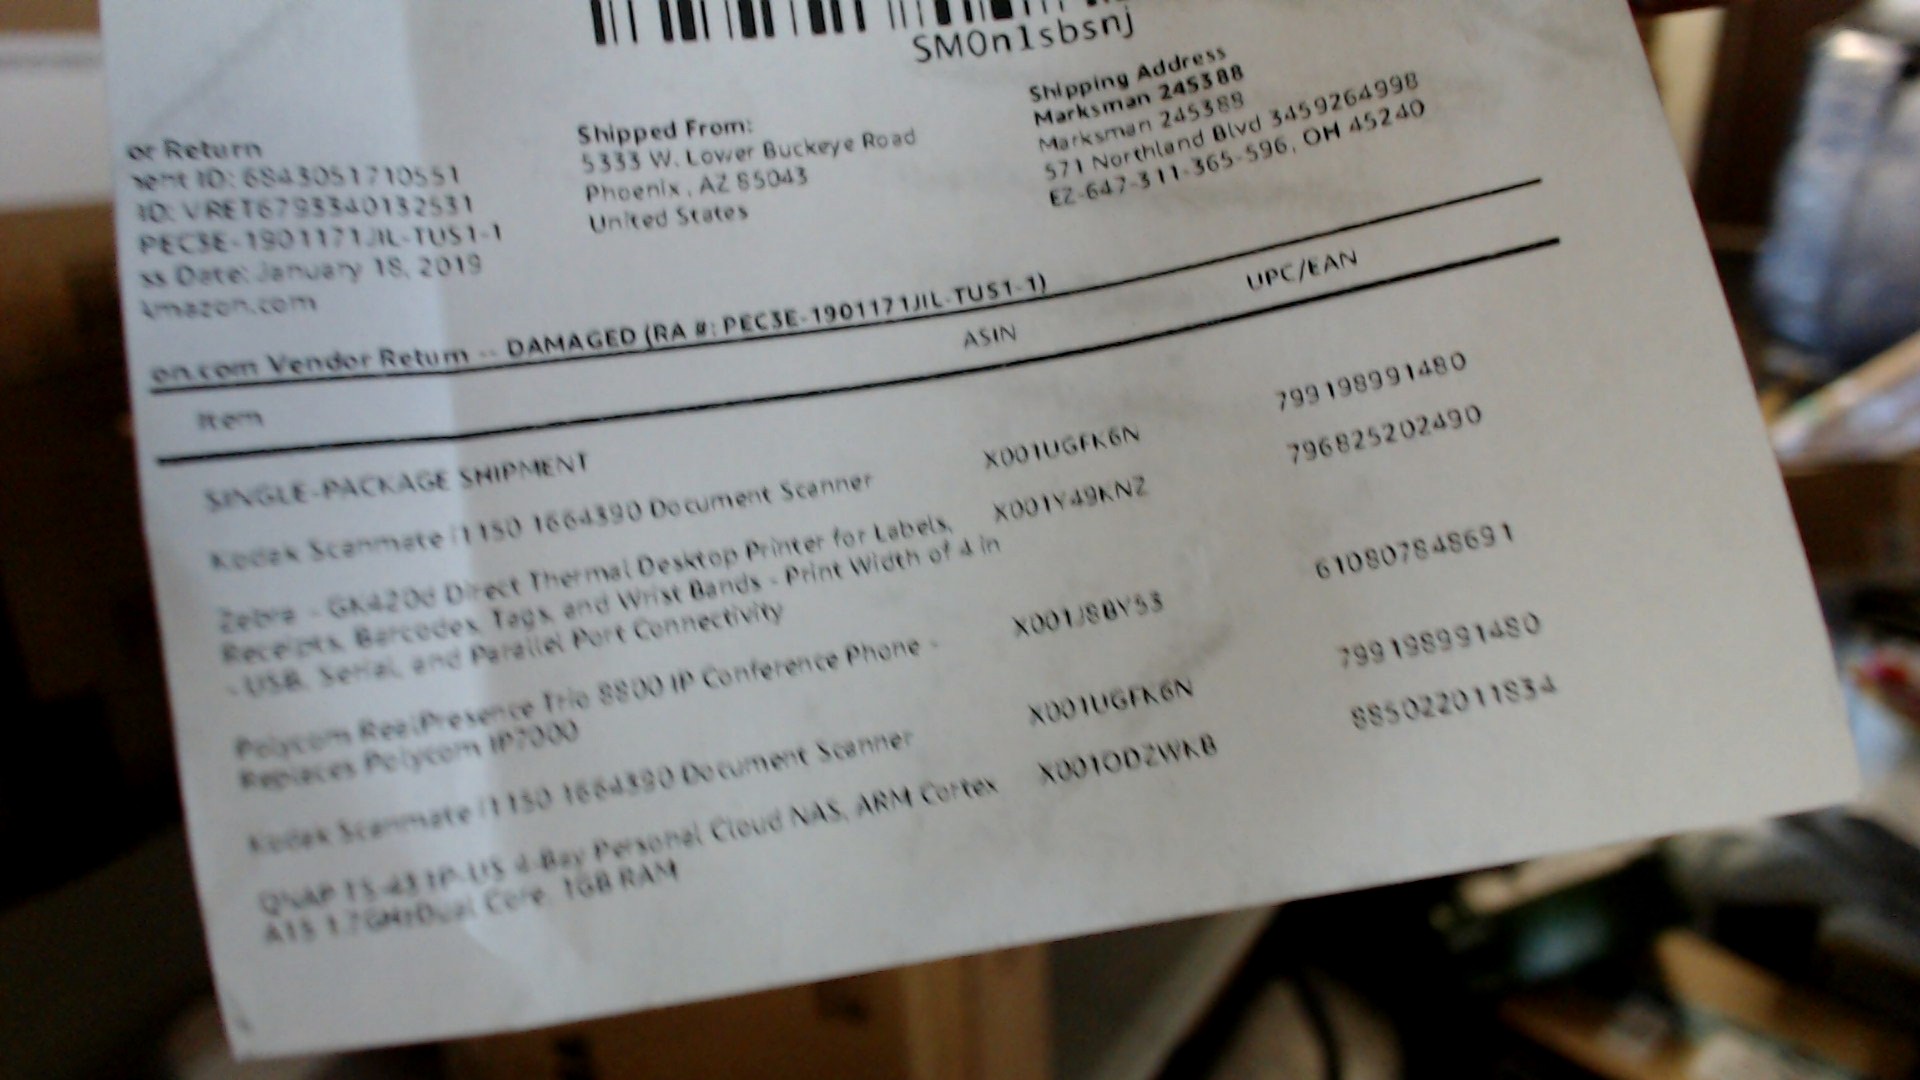 SM0n1sbsnj
or Return
ent ID: 6843051710551
ID: VRET6793340132531
PEC3E-1901171JIL-TUS1-1
ss Date: January 18, 2019
Amazon.com
Shipped From:
5333 W. Lower Buckeye Road
Phoenix, AZ 85043
United States
Shipping Address
Marksman 245388
Marksman 245388
571 Northland Blvd 3459264998
EZ-647-311-365-596, OH 45240
on.com Vendor Return -- DAMAGED (RA #: PEC3E-1901171JIL-TUS1-1)
Item ASIN UPC/EAN
SINGLE-PACKAGE SHIPMENT
Kodak Scanmate i1150 1664390 Document Scanner X001UGFK6N 799198991480
Zebra - GK420d Direct Thermal Desktop Printer for Labels, X001Y49KNZ 796825202490
Receipts, Barcodes, Tags, and Wrist Bands - Print Width of 4 in
- USB, Serial, and Parallel Port Connectivity
Polycom RealPresence Trio 8800 IP Conference Phone - X001J8BY53 610807848691
Replaces Polycom IP7000
Kodak Scanmate i1150 1664390 Document Scanner X001UGFK6N 799198991480
QNAP TS-431P-US 4-Bay Personal Cloud NAS, ARM Cortex X001ODZWKB 885022011834
A15 1.7GHz Dual Core, 1GB RAM